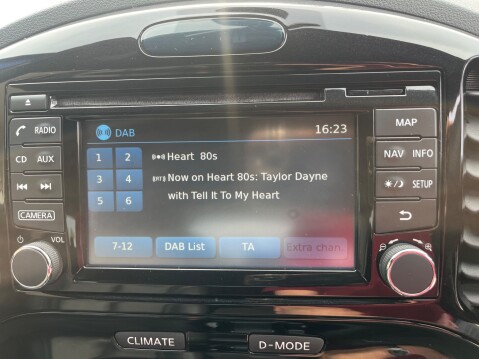 DAB 16:23
MAP
RADIO
1 2 Heart 80s
CD AUX
NAV INFO
3 4 Now on Heart 80s: Taylor Dayne
with Tell It To My Heart
SETUP
5 6
CAMERA
VOL
7-12 DAB List TA Extra chan.
CLIMATE D-MODE